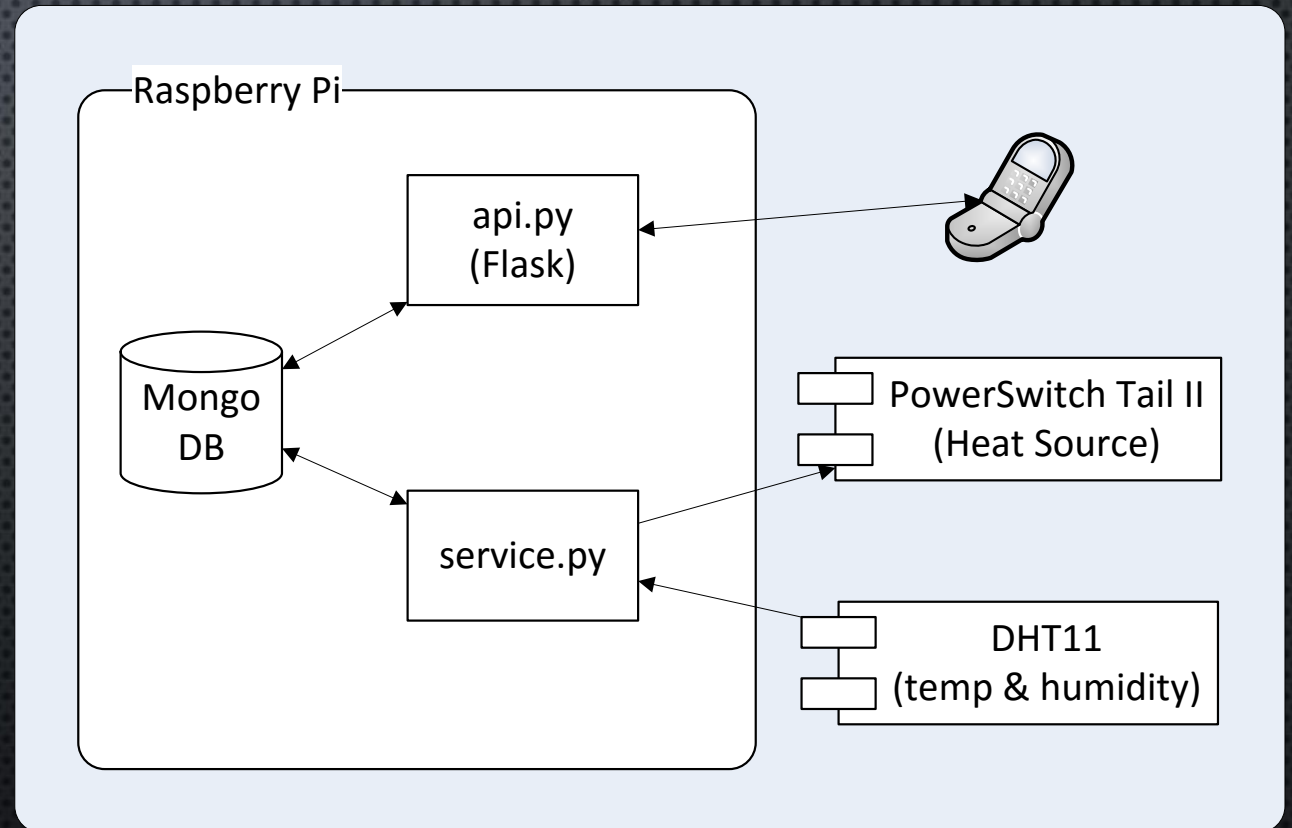 Raspberry Pi
api.py
(Flask)
Mongo
DB
service.py
PowerSwitch Tail II
(Heat Source)
DHT11
(temp & humidity)